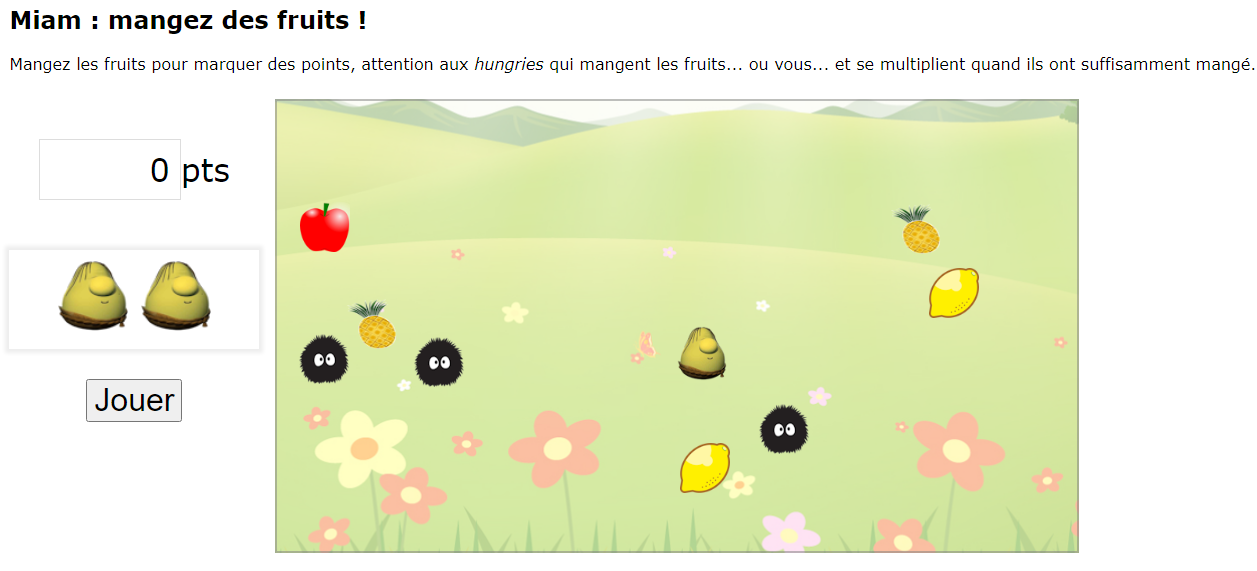 Miam : mangez des fruits !
Mangez les fruits pour marquer des points, attention aux hungries qui mangent les fruits... ou vous... et se multiplient quand ils ont suffisamment mangé.
0 pts
Jouer